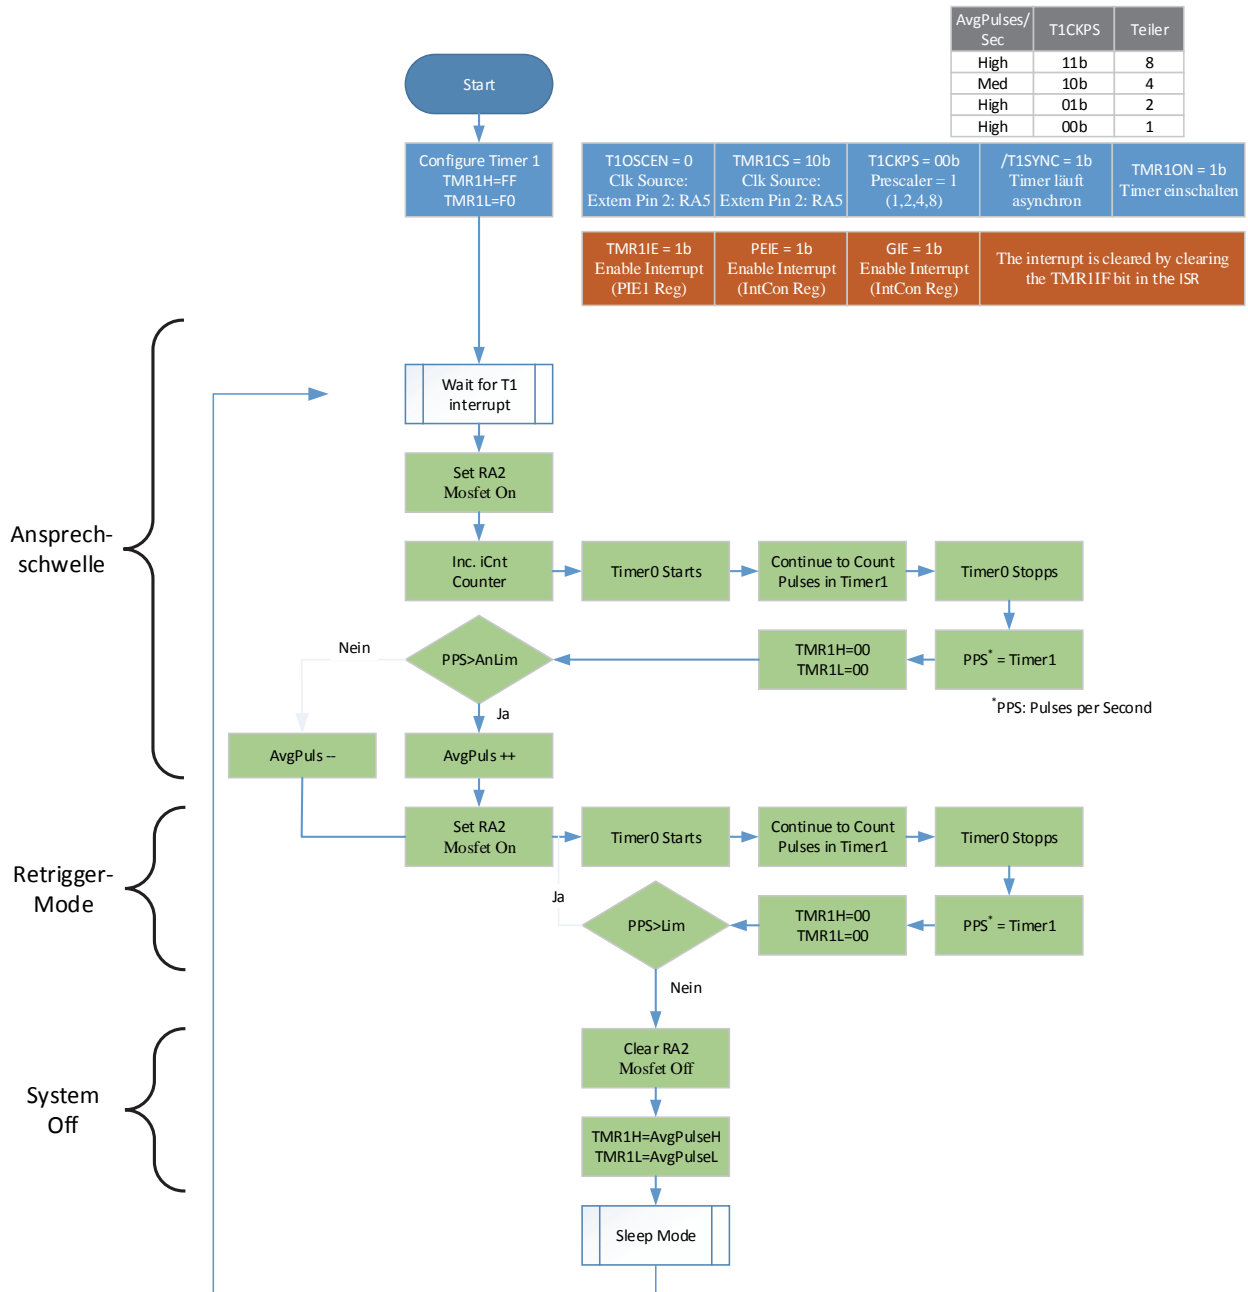 AvgPulses/
Sec
T1CKPS
Teiler
High
11b
8
Med
10b
4
High
01b
2
High
00b
1
Start
Configure Timer 1
TMR1H=FF
TMR1L=F0
T1OSCEN = 0
Clk Source:
Extern Pin 2: RA5
TMR1CS = 10b
Clk Source:
Extern Pin 2: RA5
T1CKPS = 00b
Prescaler = 1
(1,2,4,8)
/T1SYNC = 1b
Timer läuft
asynchron
TMR1ON = 1b
Timer einschalten
TMR1IE = 1b
Enable Interrupt
(PIE1 Reg)
PEIE = 1b
Enable Interrupt
(IntCon Reg)
GIE = 1b
Enable Interrupt
(IntCon Reg)
The interrupt is cleared by clearing
the TMR1IF bit in the ISR
Wait for T1
interrupt
Set RA2
Mosfet On
Ansprech-
schwelle
Inc. iCnt
Counter
Timer0 Starts
Continue to Count
Pulses in Timer1
Timer0 Stopps
Nein
PPS>AnLim
TMR1H=00
TMR1L=00
PPS* = Timer1
*PPS: Pulses per Second
Ja
AvgPuls --
AvgPuls ++
Set RA2
Mosfet On
Timer0 Starts
Continue to Count
Pulses in Timer1
Timer0 Stopps
Retrigger-
Mode
Ja
PPS>Lim
TMR1H=00
TMR1L=00
PPS* = Timer1
Nein
Clear RA2
Mosfet Off
System
Off
TMR1H=AvgPulseH
TMR1L=AvgPulseL
Sleep Mode